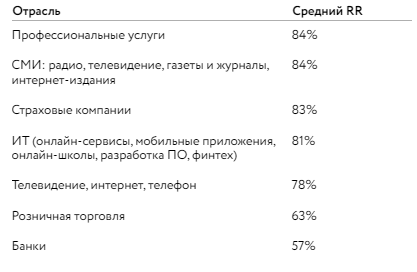 Отрасль Средний RR
Профессиональные услуги 84%
СМИ: радио, телевидение, газеты и журналы, 84%
интернет-издания
Страховые компании 83%
ИТ (онлайн-сервисы, мобильные приложения, 81%
онлайн-школы, разработка ПО, финтех)
Телевидение, интернет, телефон 78%
Розничная торговля 63%
Банки 57%